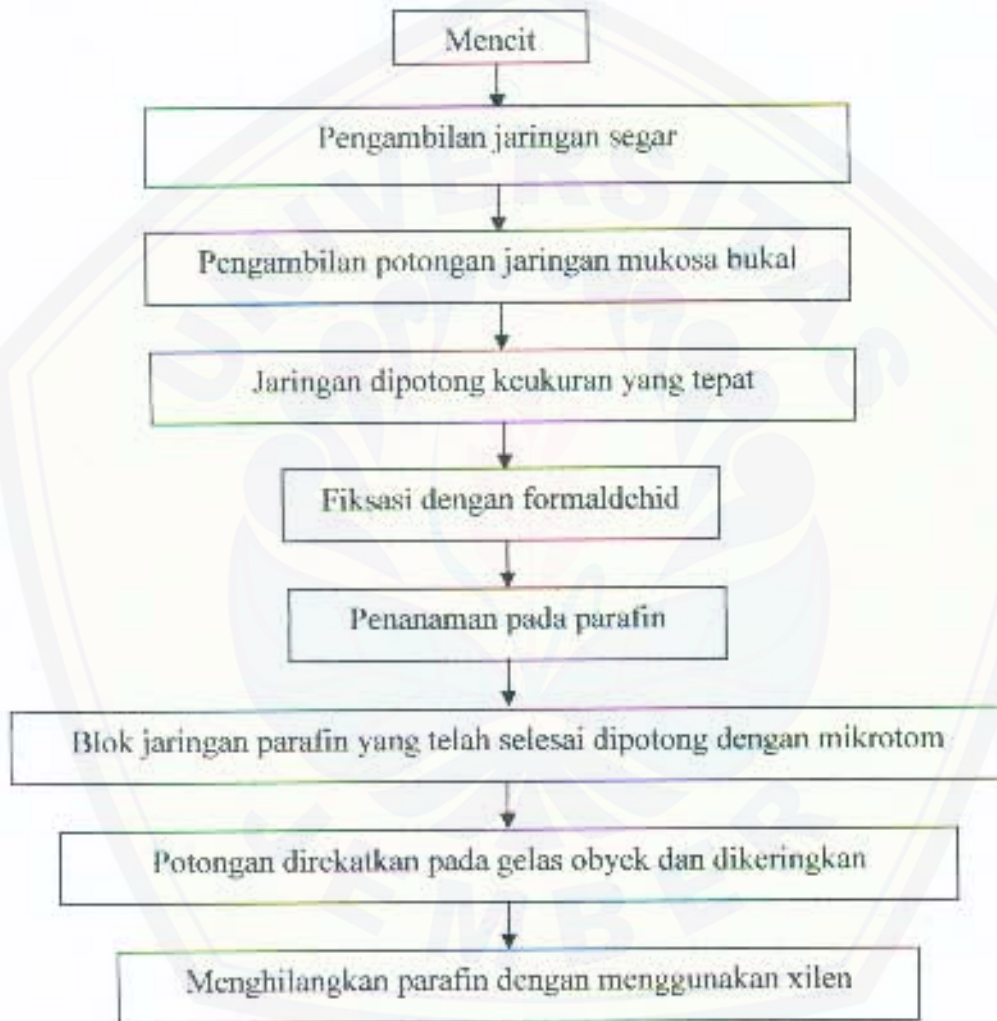 Mencit
Pengambilan jaringan segar
Pengambilan potongan jaringan mukosa bukal
Jaringan dipotong keukuran yang tepat
Fiksasi dengan formaldehid
Penanaman pada parafin
Blok jaringan parafin yang telah selesai dipotong dengan mikrotom
Potongan direkatkan pada gelas obyek dan dikeringkan
Menghilangkan parafin dengan menggunakan xilen
UNIVERSITAS
JEMBER